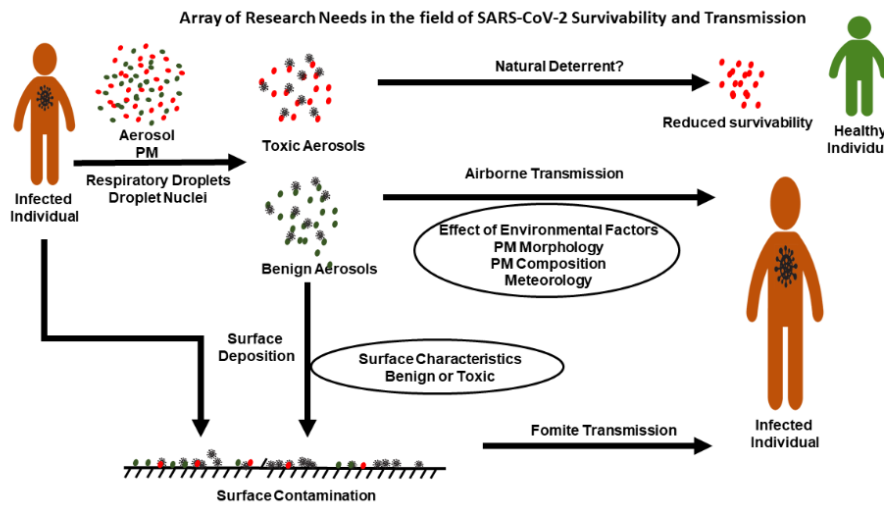 Array of Research Needs in the field of SARS-CoV-2 Survivability and Transmission
Natural Deterrent?
Aerosol
PM
Toxic Aerosols
Reduced survivability
Healthy
Individual
Respiratory Droplets
Droplet Nuclei
Airborne Transmission
Infected
Individual
Effect of Environmental Factors
PM Morphology
PM Composition
Meteorology
Benign Aerosols
Surface
Deposition
Surface Characteristics
Benign or Toxic
Fomite Transmission
Infected
Individual
Surface Contamination